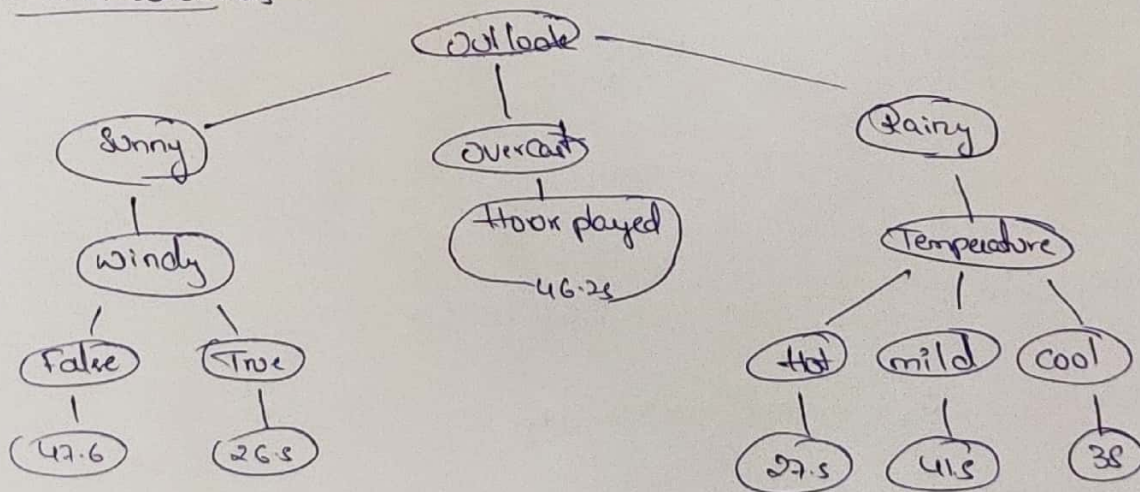 Outlook
Sunny
Overcast
Rainy
Windy
Hour played
46.25
Temperature
False
True
Hot
mild
cool
47.6
26.5
27.5
41.5
38